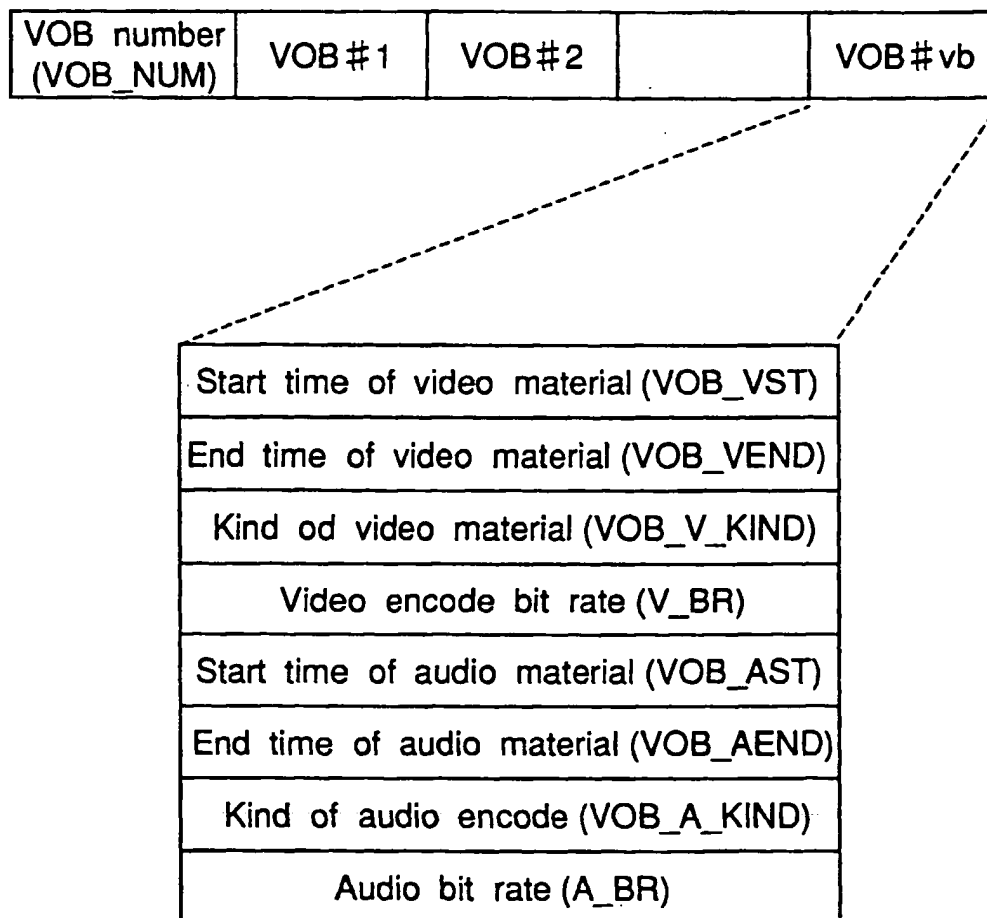 VOB number
(VOB_NUM)
VOB#1
VOB#2
VOB#vb
Start time of video material (VOB_VST)
End time of video material (VOB_VEND)
Kind od video material (VOB_V_KIND)
Video encode bit rate (V_BR)
Start time of audio material (VOB_AST)
End time of audio material (VOB_AEND)
Kind of audio encode (VOB_A_KIND)
Audio bit rate (A_BR)